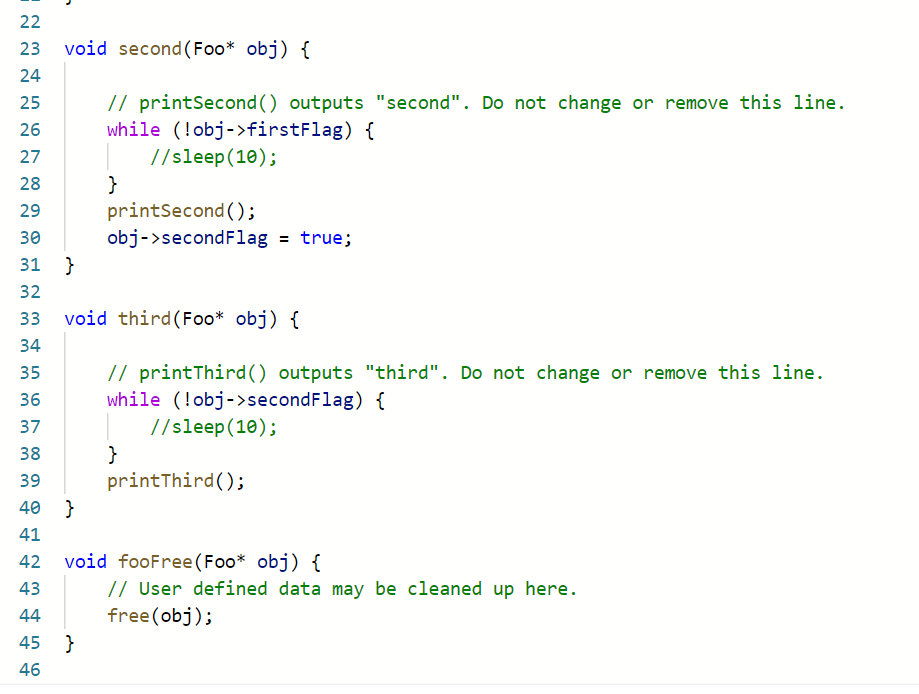 22
23 void second(Foo* obj) {
24
25 // printSecond() outputs "second". Do not change or remove this line.
26 while (!obj->firstFlag) {
27 //sleep(10);
28 }
29 printSecond();
30 obj->secondFlag = true;
31 }
32
33 void third(Foo* obj) {
34
35 // printThird() outputs "third". Do not change or remove this line.
36 while (!obj->secondFlag) {
37 //sleep(10);
38 }
39 printThird();
40 }
41
42 void fooFree(Foo* obj) {
43 // User defined data may be cleaned up here.
44 free(obj);
45 }
46